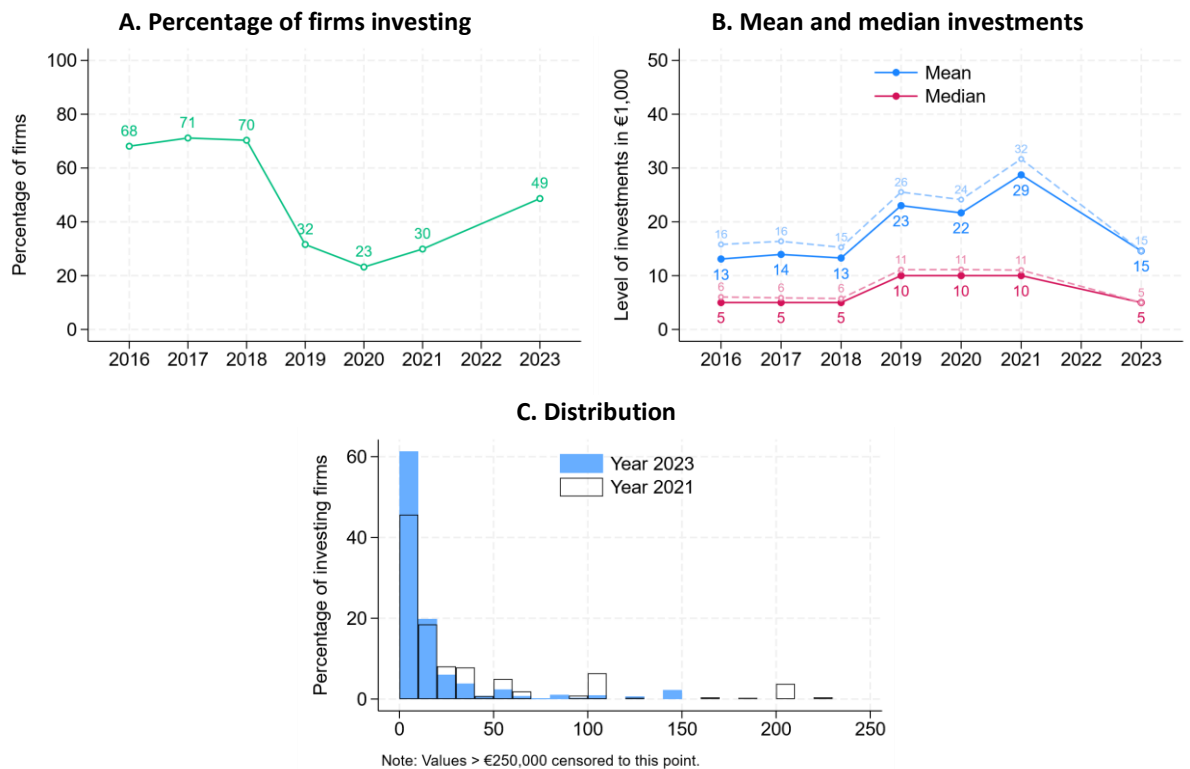 A. Percentage of firms investing
Percentage of firms
100
80
60
40
20
0
68
71
70
32
23
30
49
2016 2017 2018 2019 2020 2021 2022 2023
B. Mean and median investments
Level of investments in €1,000
50
40
30
20
10
0
Mean
Median
16 16 15 26 24 32 15
13 14 13 23 22 29 15
6 6 6 11 11 11 5
5 5 5 10 10 10 5
2016 2017 2018 2019 2020 2021 2022 2023
C. Distribution
Percentage of investing firms
60
40
20
0
Year 2023
Year 2021
0 50 100 150 200 250
Note: Values > €250,000 censored to this point.